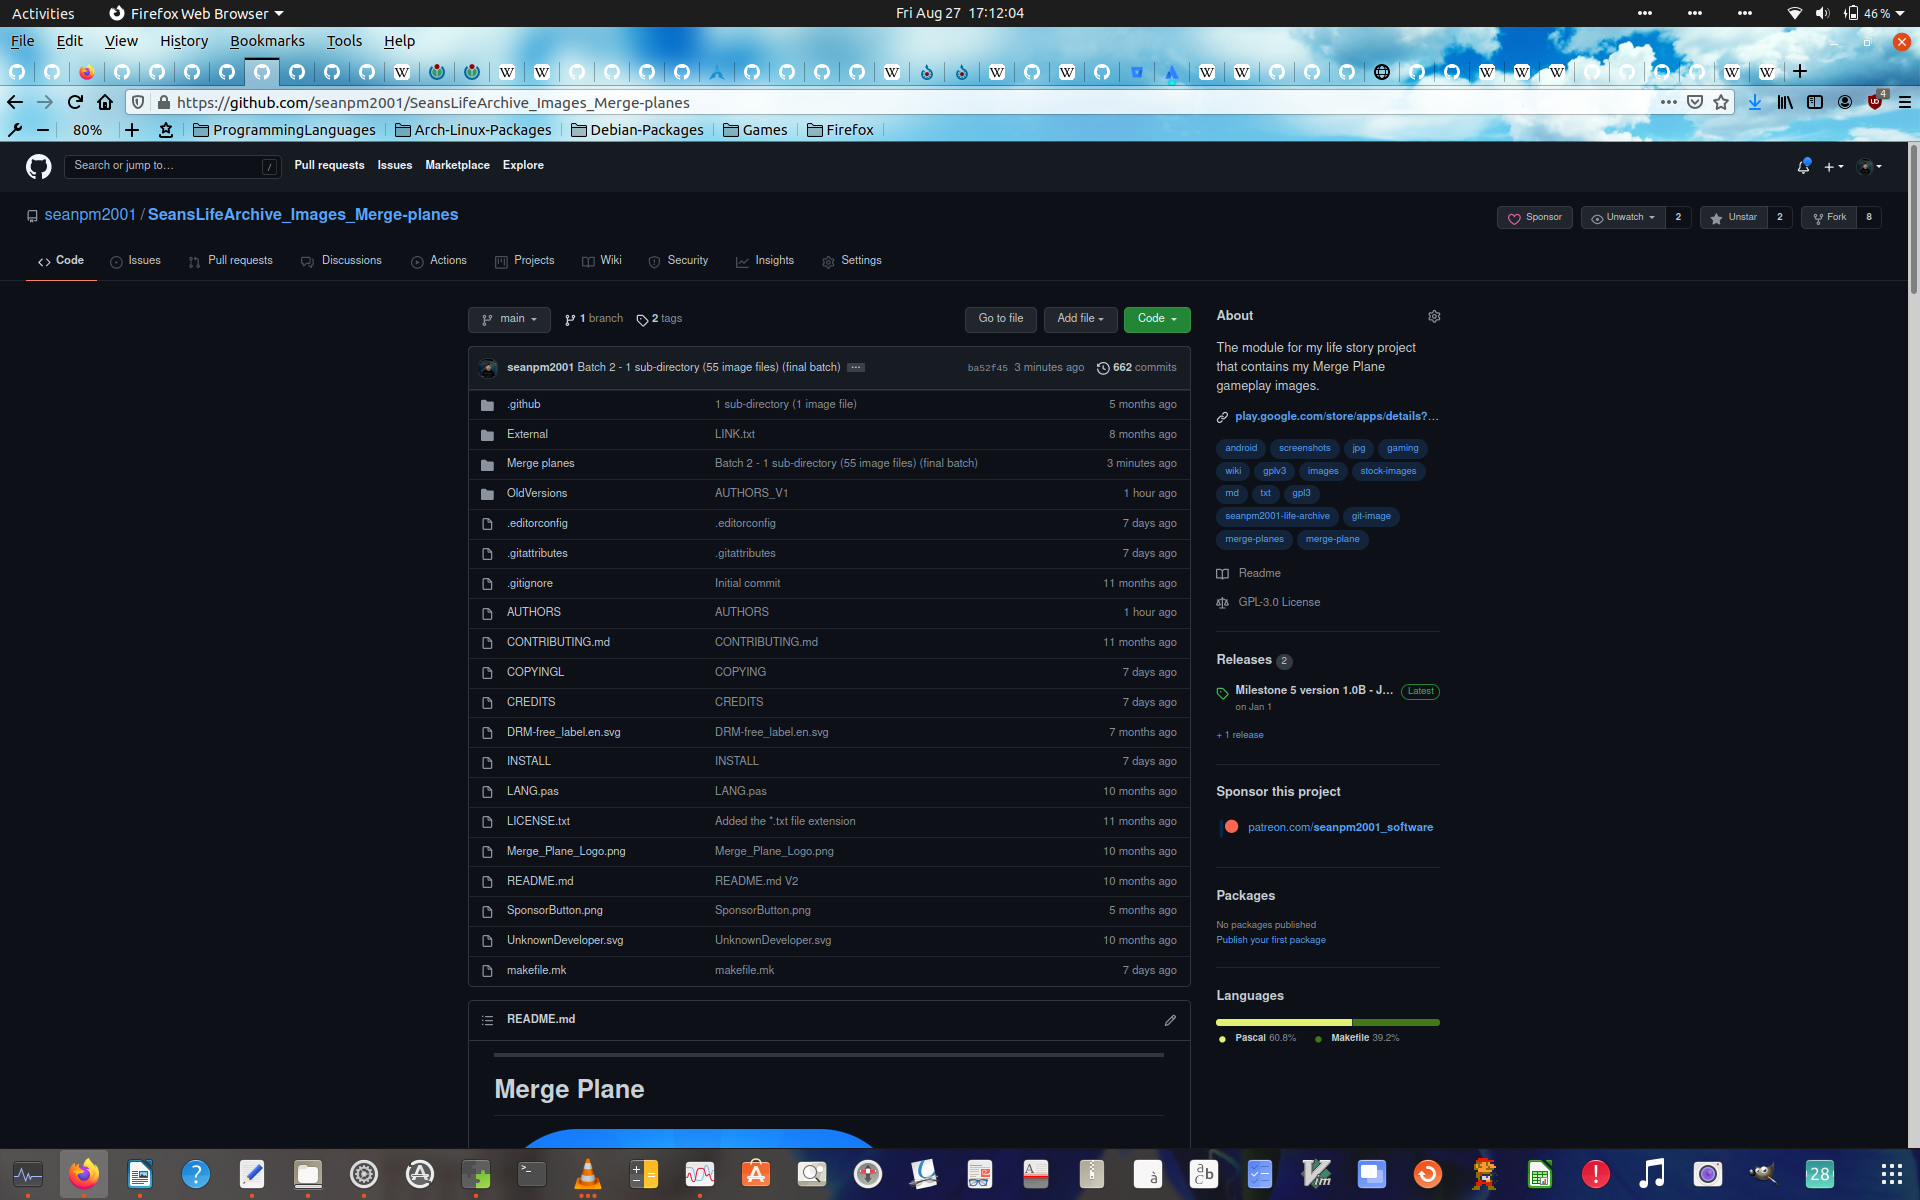 Activities Firefox Web Browser Fri Aug 27 17:12:04 46 %
File Edit View History Bookmarks Tools Help
https://github.com/seanpm2001/SeansLifeArchive_Images_Merge-planes 4
80% ProgrammingLanguages Arch-Linux-Packages Debian-Packages Games Firefox
Search or jump to... / Pull requests Issues Marketplace Explore
seanpm2001 / SeansLifeArchive_Images_Merge-planes Sponsor Unwatch 2 Unstar 2 Fork 8
Code Issues Pull requests Discussions Actions Projects Wiki Security Insights Settings
main 1 branch 2 tags Go to file Add file Code
seanpm2001 Batch 2 - 1 sub-directory (55 image files) (final batch) ... ba52f45 3 minutes ago 662 commits
.github 1 sub-directory (1 image file) 5 months ago
External LINK.txt 8 months ago
Merge planes Batch 2 - 1 sub-directory (55 image files) (final batch) 3 minutes ago
OldVersions AUTHORS_V1 1 hour ago
.editorconfig .editorconfig 7 days ago
.gitattributes .gitattributes 7 days ago
.gitignore Initial commit 11 months ago
AUTHORS AUTHORS 1 hour ago
CONTRIBUTING.md CONTRIBUTING.md 11 months ago
COPYINGL COPYING 7 days ago
CREDITS CREDITS 7 days ago
DRM-free_label.en.svg DRM-free_label.en.svg 7 months ago
INSTALL INSTALL 7 days ago
LANG.pas LANG.pas 10 months ago
LICENSE.txt Added the *.txt file extension 11 months ago
Merge_Plane_Logo.png Merge_Plane_Logo.png 10 months ago
README.md README.md V2 10 months ago
SponsorButton.png SponsorButton.png 5 months ago
UnknownDeveloper.svg UnknownDeveloper.svg 10 months ago
makefile.mk makefile.mk 7 days ago
README.md
Merge Plane
About
The module for my life story project
that contains my Merge Plane
gameplay images.
play.google.com/store/apps/details?...
android screenshots jpg gaming
wiki gplv3 images stock-images
md txt gpl3
seanpm2001-life-archive git-image
merge-planes merge-plane
Readme
GPL-3.0 License
Releases 2
Milestone 5 version 1.0B - J... Latest
on Jan 1
+ 1 release
Sponsor this project
patreon.com/seanpm2001_software
Packages
No packages published
Publish your first package
Languages
Pascal 60.8% Makefile 39.2%
28